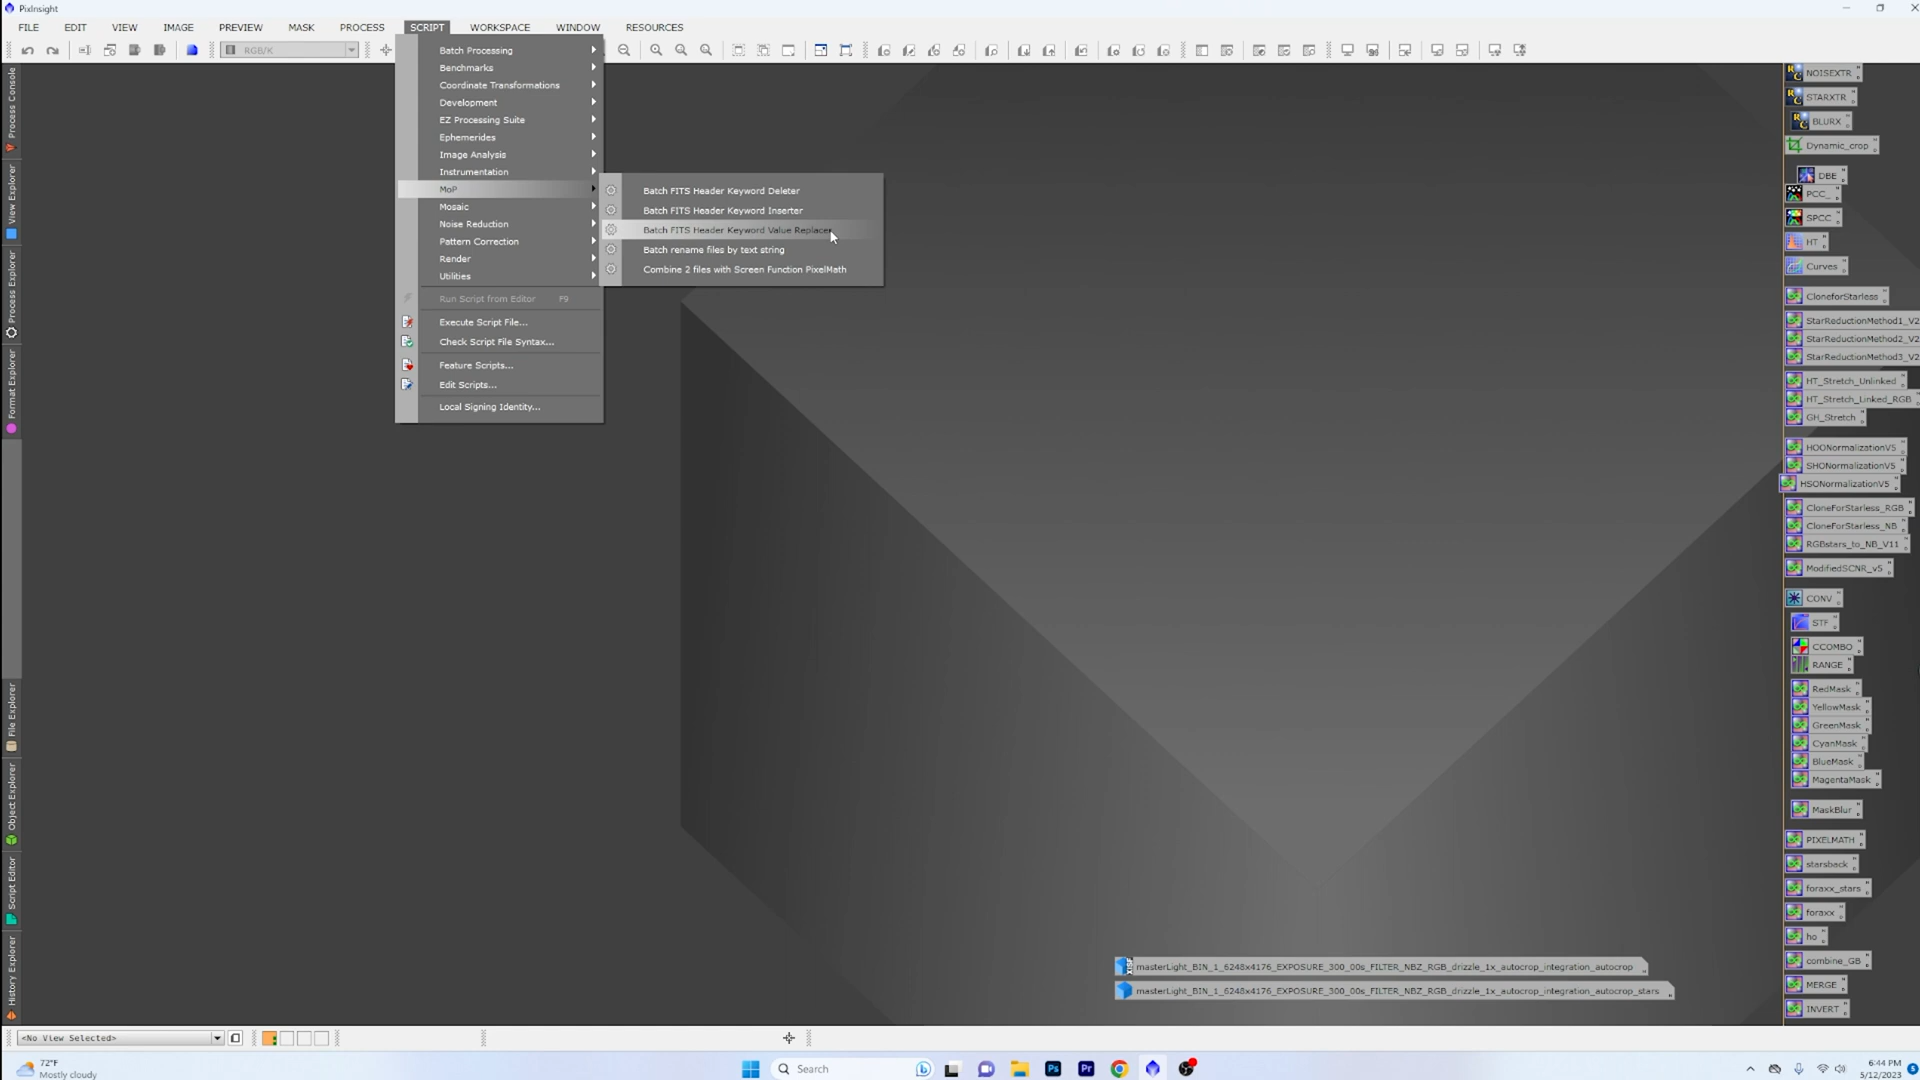 PixInsight
FILE EDIT VIEW IMAGE PREVIEW MASK PROCESS SCRIPT WORKSPACE WINDOW RESOURCES
RGB/K
Batch Processing
Benchmarks
Coordinate Transformations
Development
EZ Processing Suite
Ephemerides
Image Analysis
Instrumentation
MoP
Mosaic
Noise Reduction
Pattern Correction
Render
Utilities
Run Script from Editor F9
Execute Script File...
Check Script File Syntax...
Feature Scripts...
Edit Scripts...
Local Signing Identity...
Batch FITS Header Keyword Deleter
Batch FITS Header Keyword Inserter
Batch FITS Header Keyword Value Replacer
Batch rename files by text string
Combine 2 files with Screen Function PixelMath
Process Console
View Explorer
Process Explorer
Format Explorer
File Explorer
Object Explorer
Script Editor
History Explorer
NOISEXTR
STARXTR
BLURX
Dynamic_crop
DBE
PCC_
SPCC
HT
Curves
CloneforStarless
StarReductionMethod1_V2
StarReductionMethod2_V2
StarReductionMethod3_V2
HT_Stretch_Unlinked
HT_Stretch_Linked_RGB
GH_Stretch
HOONormalizationV5
SHONormalizationV5
HSONormalizationV5
CloneForStarless_RGB
CloneForStarless_NB
RGBstars_to_NB_V11
ModifiedSCNR_v5
CONV
STF
CCOMBO
RANGE
RedMask
YellowMask
GreenMask
CyanMask
BlueMask
MagentaMask
MaskBlur
PIXELMATH
starsback
foraxx_stars
foraxx
ho
combine_GB
MERGE
INVERT
masterLight_BIN_1_6248x4176_EXPOSURE_300_00s_FILTER_NBZ_RGB_drizzle_1x_autocrop_integration_autocrop
masterLight_BIN_1_6248x4176_EXPOSURE_300_00s_FILTER_NBZ_RGB_drizzle_1x_autocrop_integration_autocrop_stars
<No View Selected>
72°F
Mostly cloudy
Search
Ps
Pr
6:44 PM
5/12/2023